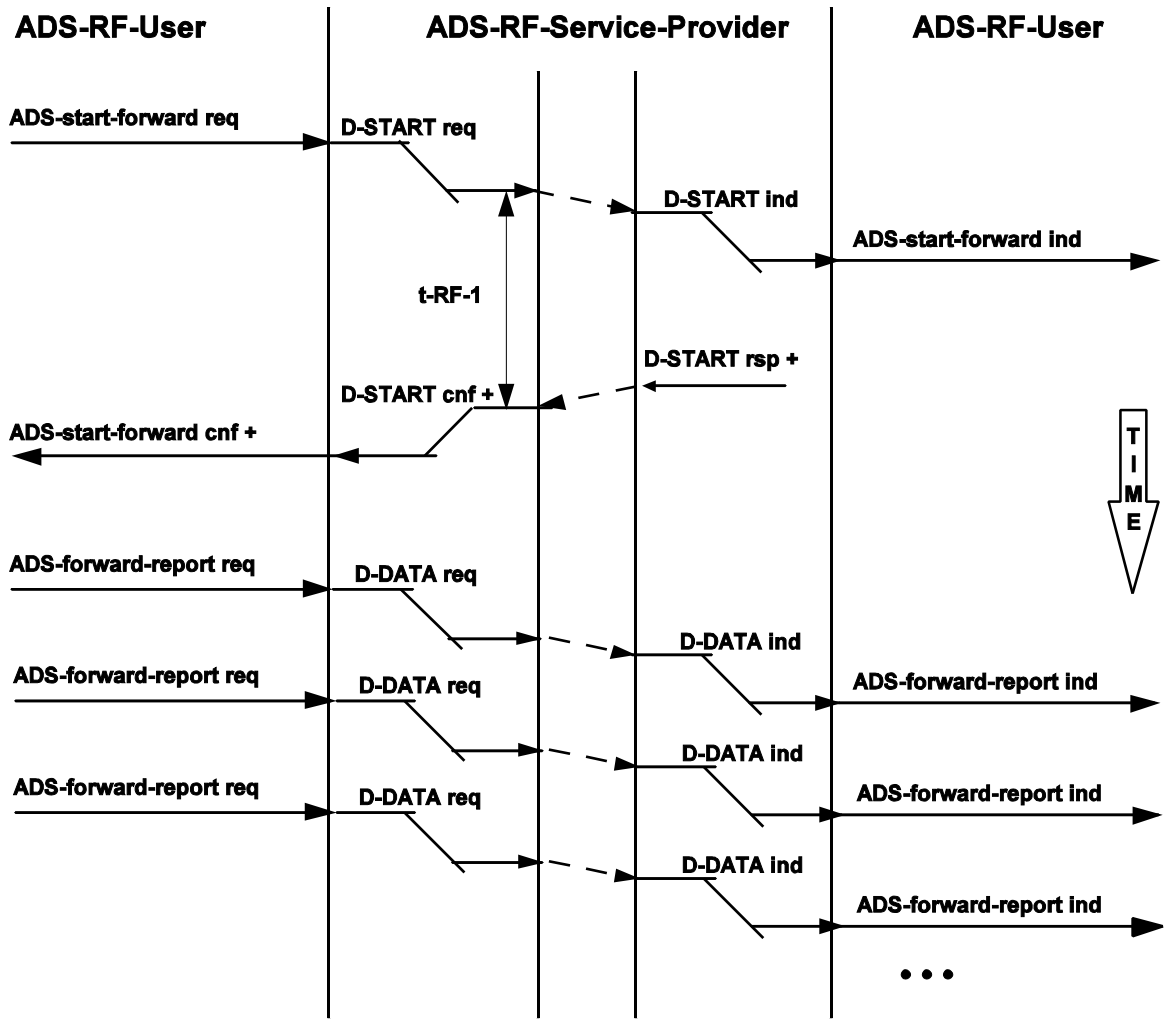 ADS-RF-User
ADS-RF-Service-Provider
ADS-RF-User
ADS-start-forward req
D-START req
D-START ind
ADS-start-forward ind
t-RF-1
D-START rsp +
D-START cnf +
ADS-start-forward cnf +
TIME
ADS-forward-report req
D-DATA req
D-DATA ind
ADS-forward-report ind
ADS-forward-report req
D-DATA req
D-DATA ind
ADS-forward-report ind
ADS-forward-report req
D-DATA req
D-DATA ind
ADS-forward-report ind
• • •